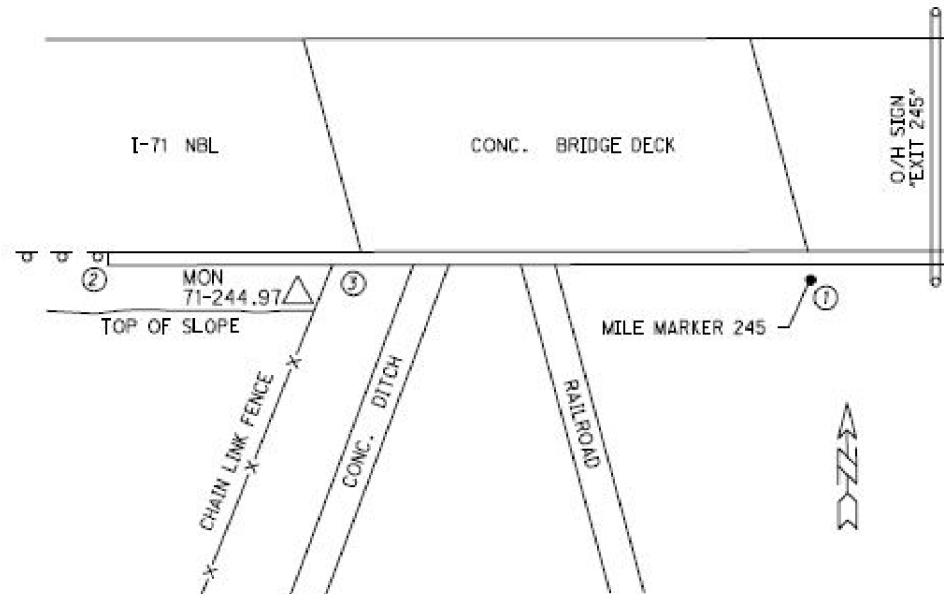 I-71 NBL
CONC. BRIDGE DECK
O/H SIGN
"EXIT 245"
2
MON
71-244.97
3
1
TOP OF SLOPE
MILE MARKER 245
CHAIN LINK FENCE
CONC. DITCH
RAILROAD
N